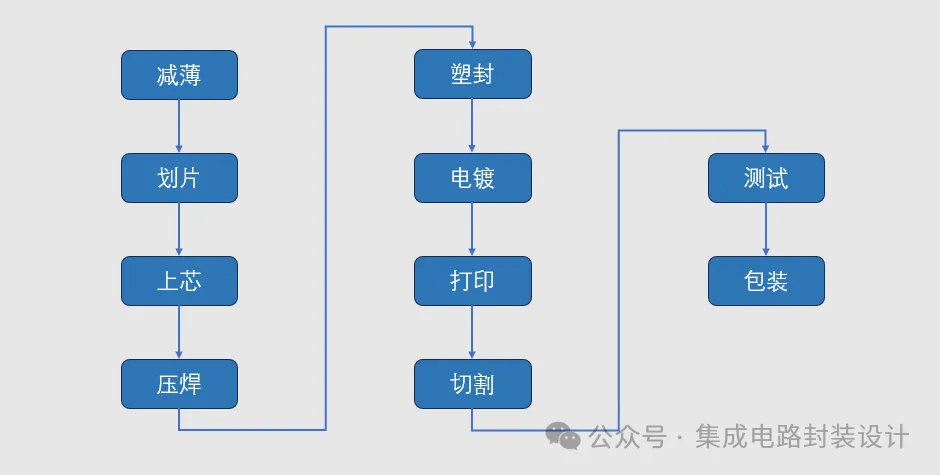 减薄
划片
上芯
压焊
塑封
电镀
打印
切割
测试
包装
公众号 · 集成电路封装设计